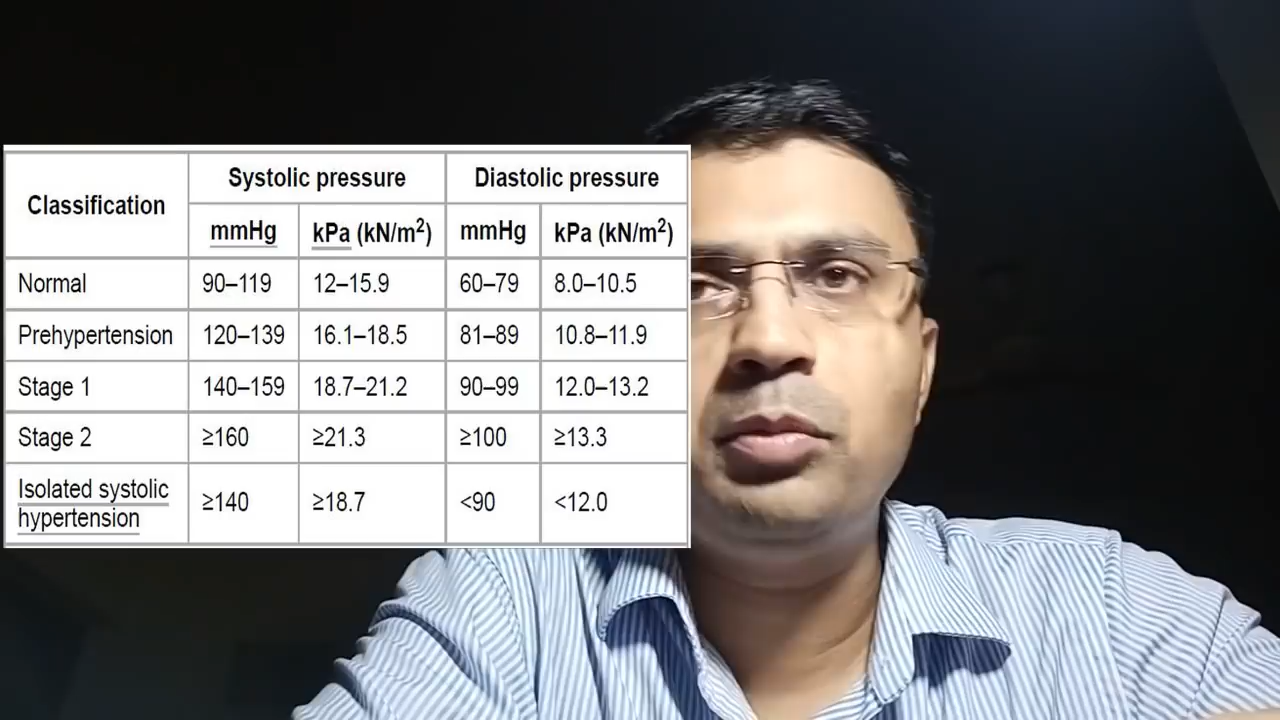 Classification Systolic pressure Diastolic pressure
mmHg kPa (kN/m²) mmHg kPa (kN/m²)
Normal 90–119 12–15.9 60–79 8.0–10.5
Prehypertension 120–139 16.1–18.5 81–89 10.8–11.9
Stage 1 140–159 18.7–21.2 90–99 12.0–13.2
Stage 2 ≥160 ≥21.3 ≥100 ≥13.3
Isolated systolic
hypertension ≥140 ≥18.7 <90 <12.0